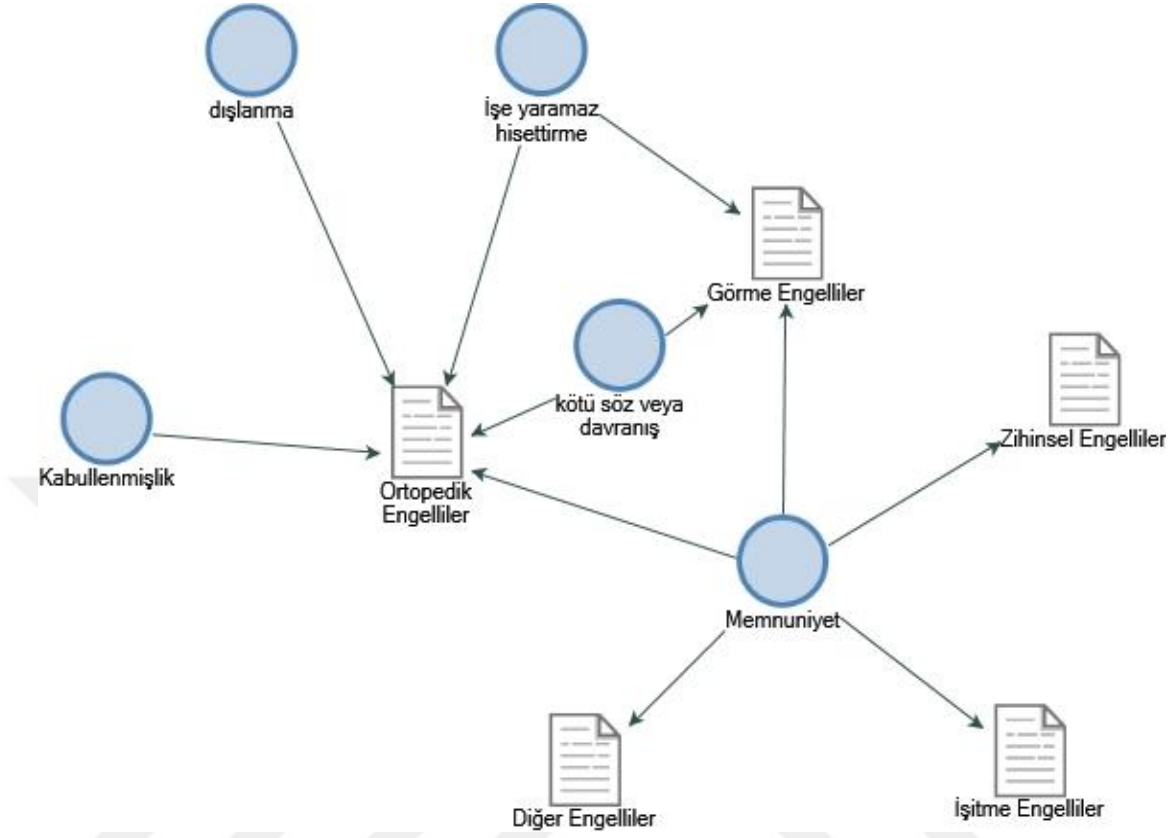 dışlanma
İşe yaramaz
hisettirme
Görme Engelliler
kötü söz veya
davranış
Zihinsel Engelliler
Kabullenmişlik
Ortopedik
Engelliler
Memnuniyet
Diğer Engelliler
İşitme Engelliler